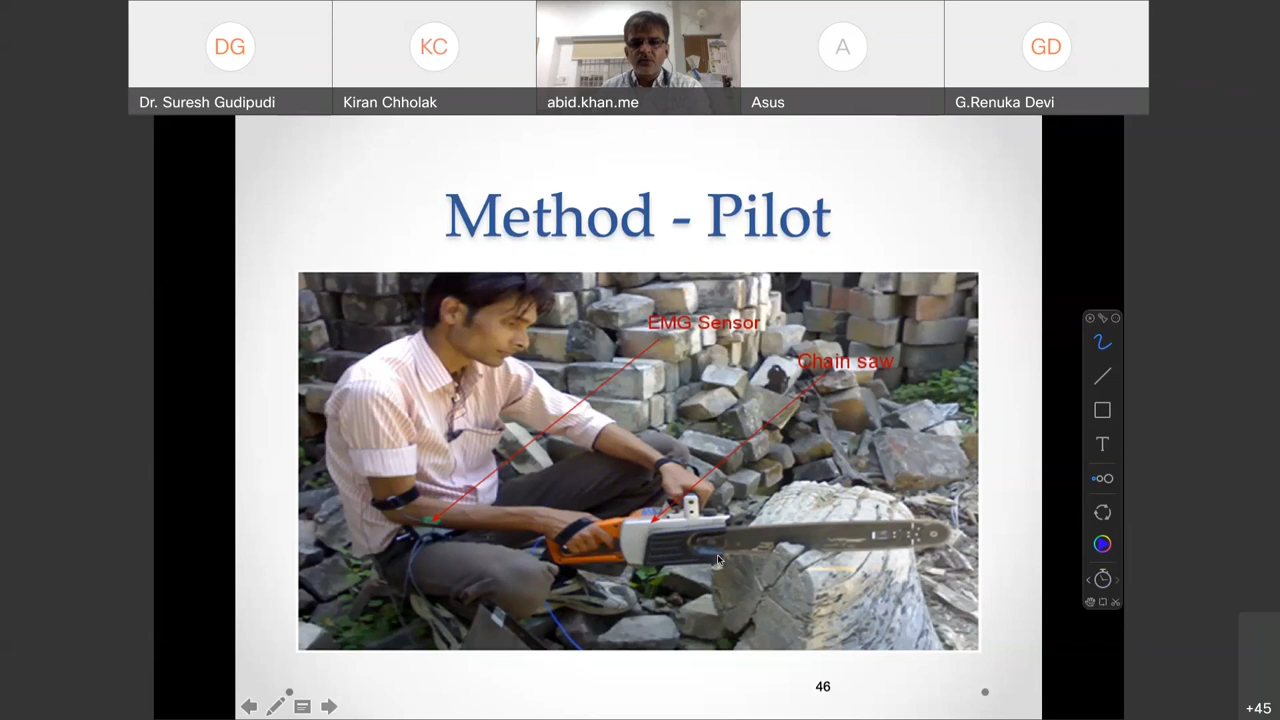 DG
KC
A
GD
Dr. Suresh Gudipudi
Kiran Chholak
abid.khan.me
Asus
G.Renuka Devi
Method - Pilot
EMG Sensor
Chain saw
46
T
+45